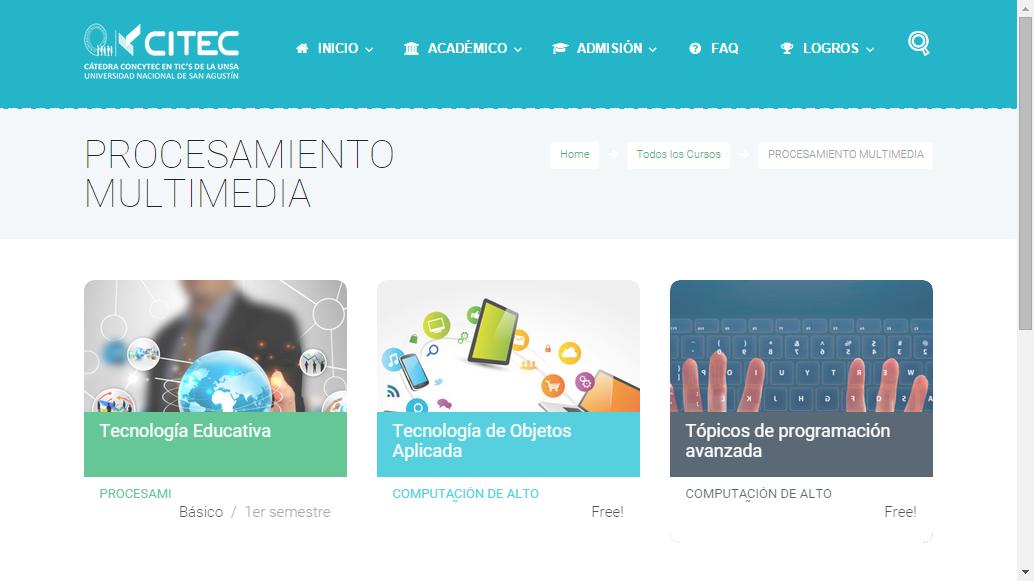 CITEC
CÁTEDRA CONCYTEC EN TIC'S DE LA UNSA
UNIVERSIDAD NACIONAL DE SAN AGUSTÍN
INICIO
ACADÉMICO
ADMISIÓN
FAQ
LOGROS
PROCESAMIENTO
MULTIMEDIA
Home
Todos los Cursos
PROCESAMIENTO MULTIMEDIA
Tecnología Educativa
PROCESAMI
Básico / 1er semestre
Tecnología de Objetos
Aplicada
COMPUTACIÓN DE ALTO
Free!
Tópicos de programación
avanzada
COMPUTACIÓN DE ALTO
Free!